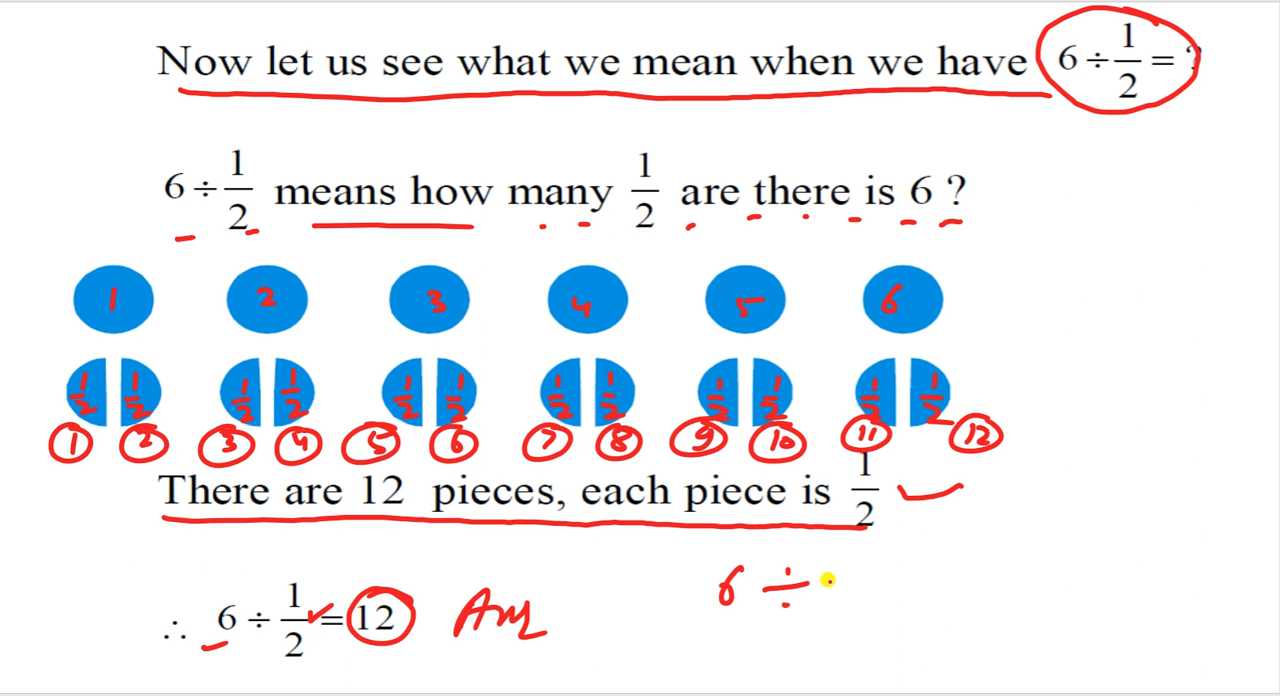 Now let us see what we mean when we have 6 ÷ 1/2 = ?
6 ÷ 1/2 means how many 1/2 are there is 6 ?
1 2 3 4 5 6
1/2 1/2 1/2 1/2 1/2 1/2 1/2 1/2 1/2 1/2 1/2 1/2
1 2 3 4 5 6 7 8 9 10 11 12
There are 12 pieces, each piece is 1/2
∴ 6 ÷ 1/2 = 12 Ans
6 ÷